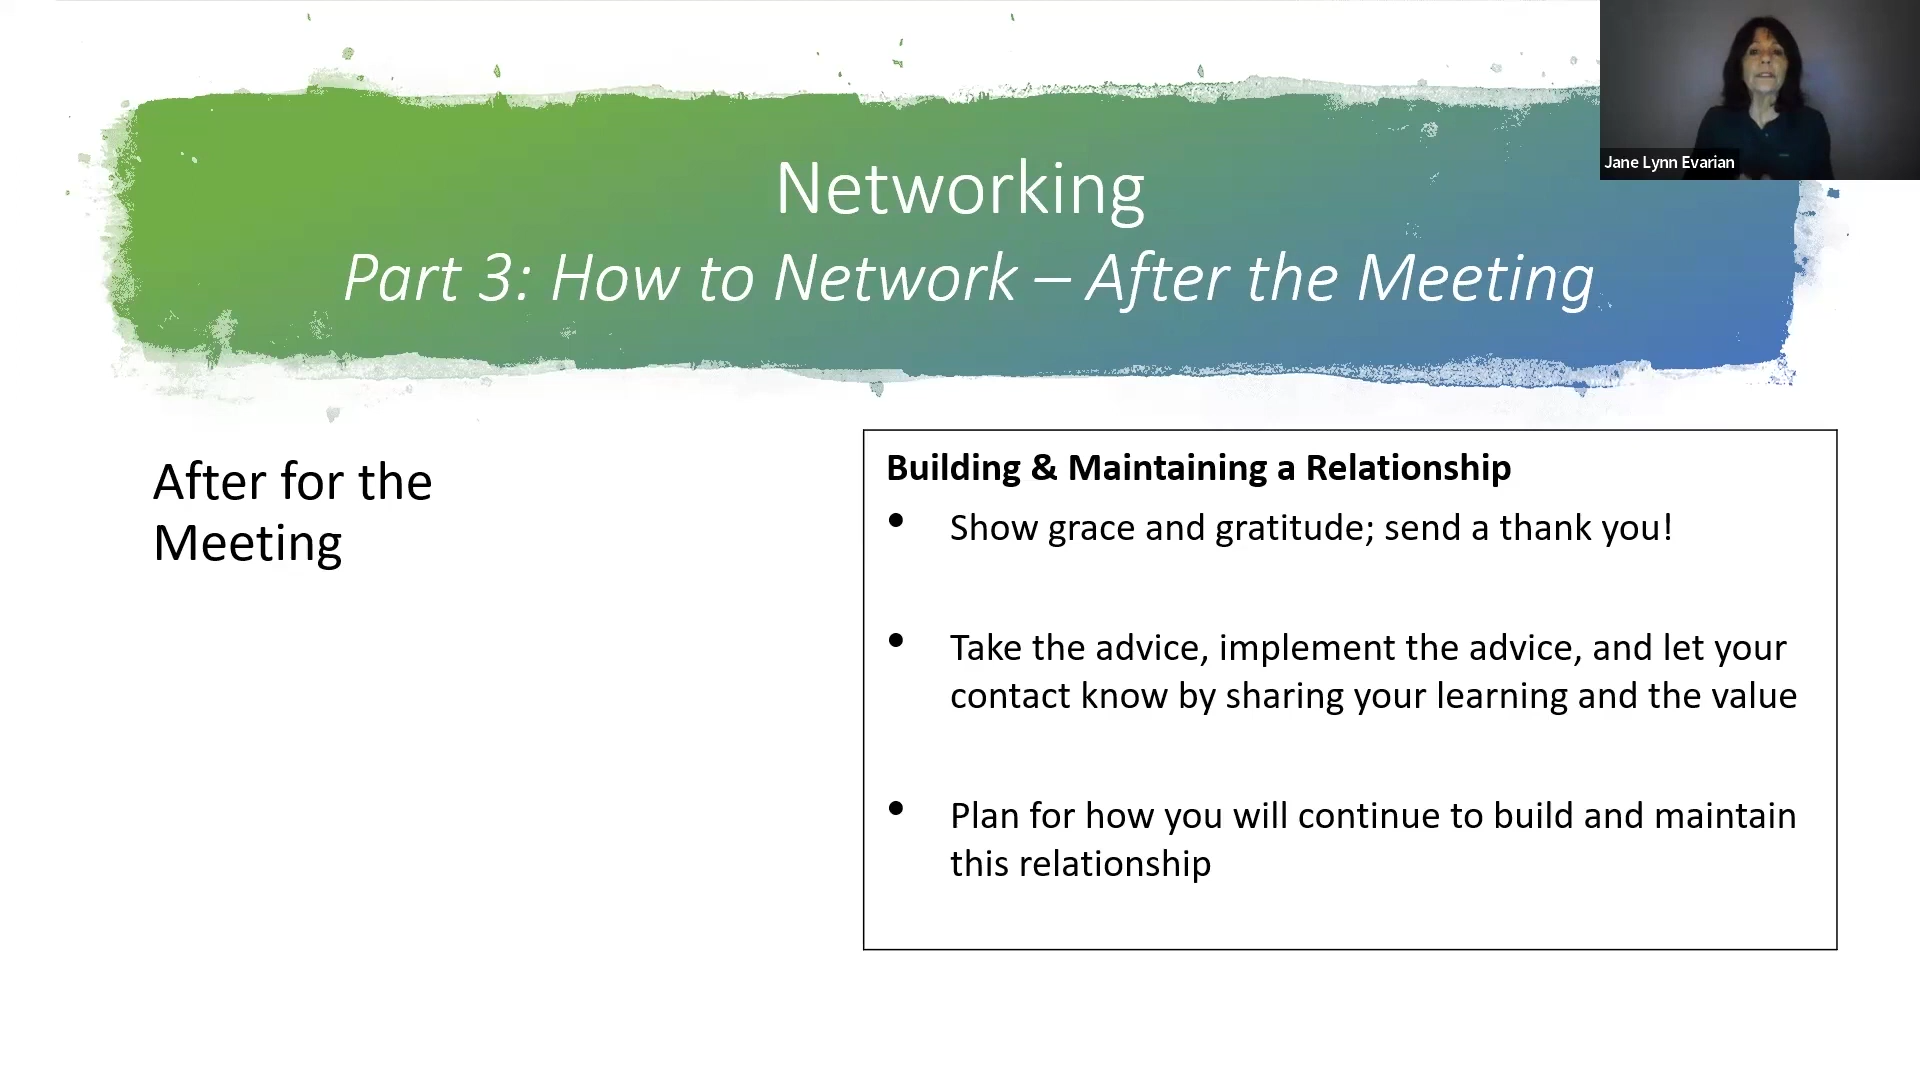 Jane Lynn Evarian
Networking
Part 3: How to Network – After the Meeting
After for the
Meeting
Building & Maintaining a Relationship
• Show grace and gratitude; send a thank you!
• Take the advice, implement the advice, and let your
contact know by sharing your learning and the value
• Plan for how you will continue to build and maintain
this relationship